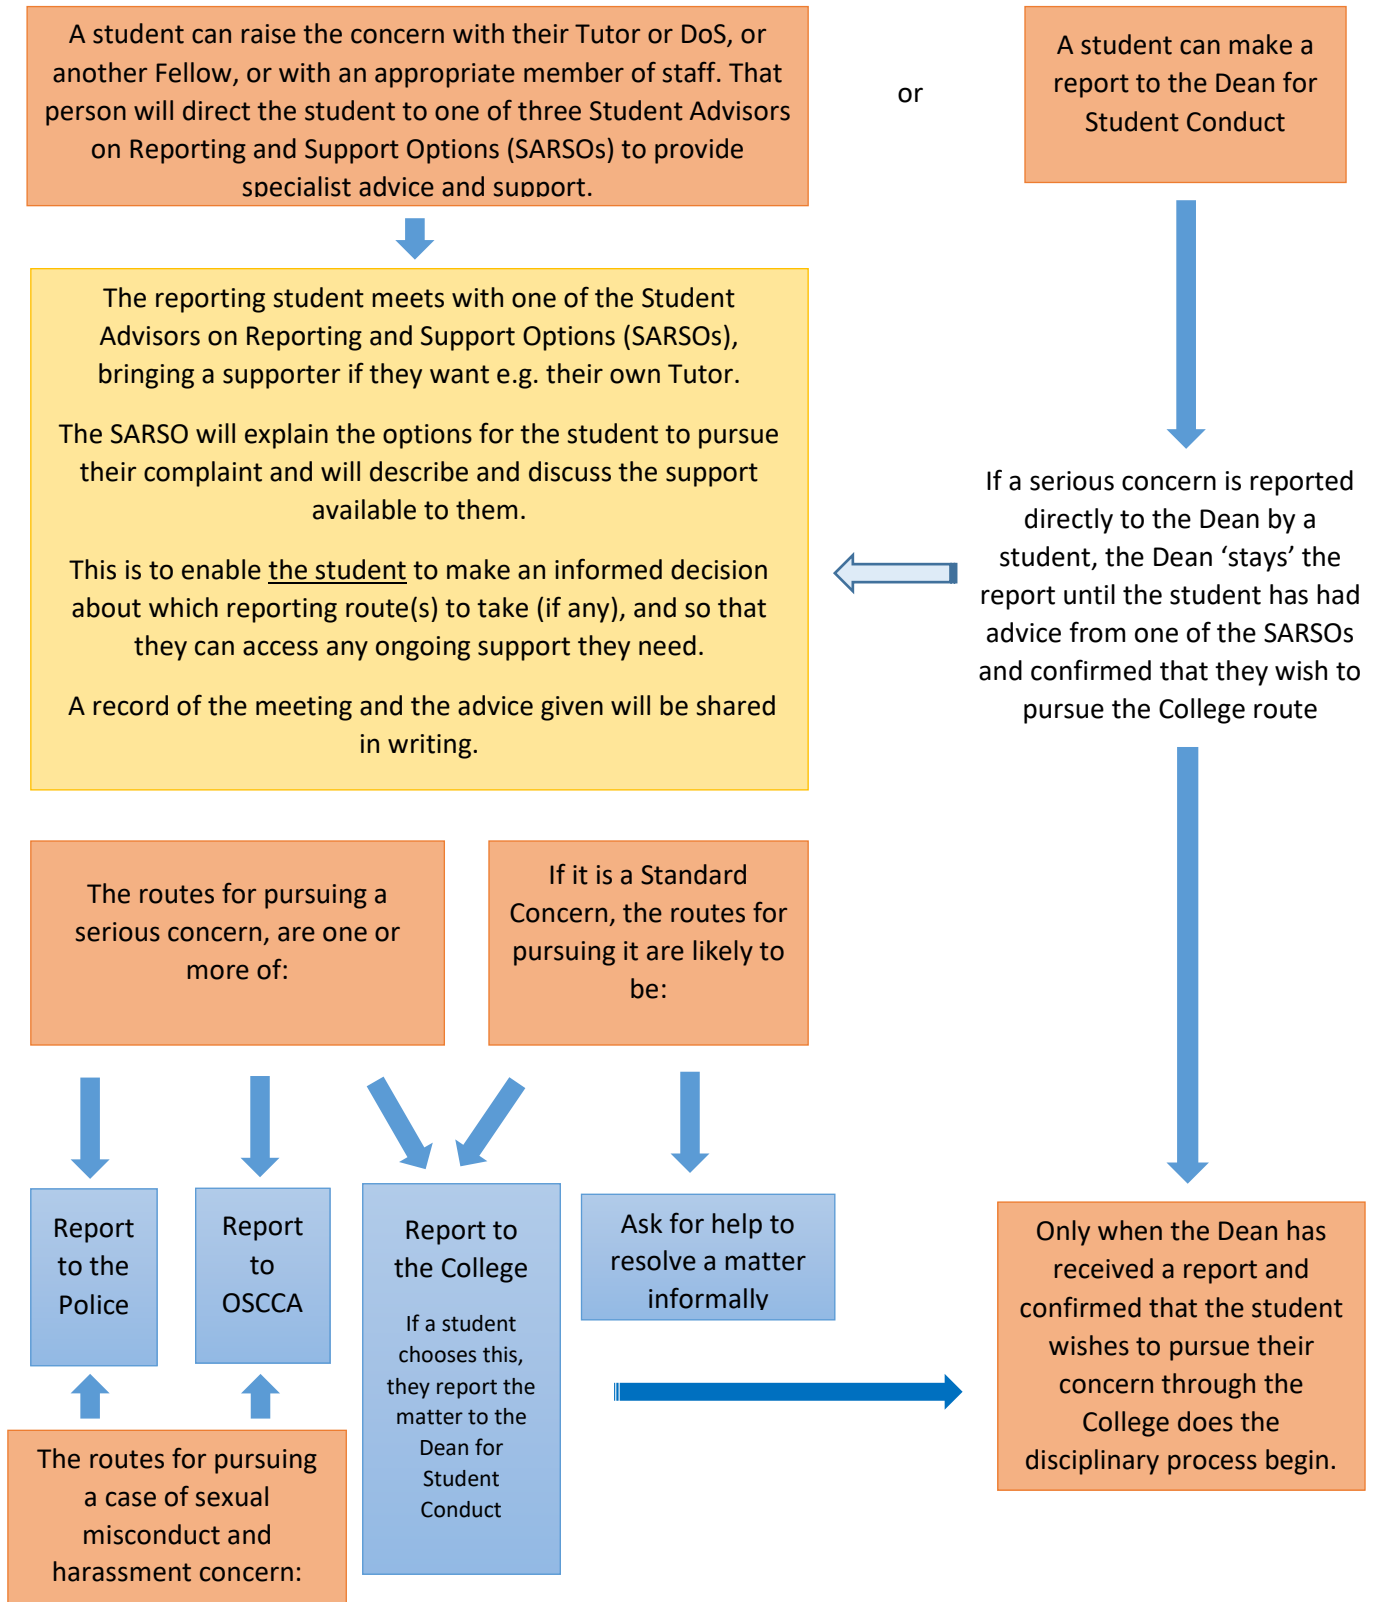 A student can raise the concern with their Tutor or DoS, or
another Fellow, or with an appropriate member of staff. That
person will direct the student to one of three Student Advisors
on Reporting and Support Options (SARSOs) to provide
specialist advice and support.
or
A student can make a
report to the Dean for
Student Conduct
The reporting student meets with one of the Student
Advisors on Reporting and Support Options (SARSOs),
bringing a supporter if they want e.g. their own Tutor.
The SARSO will explain the options for the student to pursue
their complaint and will describe and discuss the support
available to them.
This is to enable the student to make an informed decision
about which reporting route(s) to take (if any), and so that
they can access any ongoing support they need.
A record of the meeting and the advice given will be shared
in writing.
If a serious concern is reported
directly to the Dean by a
student, the Dean ‘stays’ the
report until the student has had
advice from one of the SARSOs
and confirmed that they wish to
pursue the College route
The routes for pursuing a
serious concern, are one or
more of:
If it is a Standard
Concern, the routes for
pursuing it are likely to
be:
Report
to the
Police
Report
to
OSCCA
Report to
the College
If a student
chooses this,
they report the
matter to the
Dean for
Student
Conduct
Ask for help to
resolve a matter
informally
Only when the Dean has
received a report and
confirmed that the student
wishes to pursue their
concern through the
College does the
disciplinary process begin.
The routes for pursuing
a case of sexual
misconduct and
harassment concern: